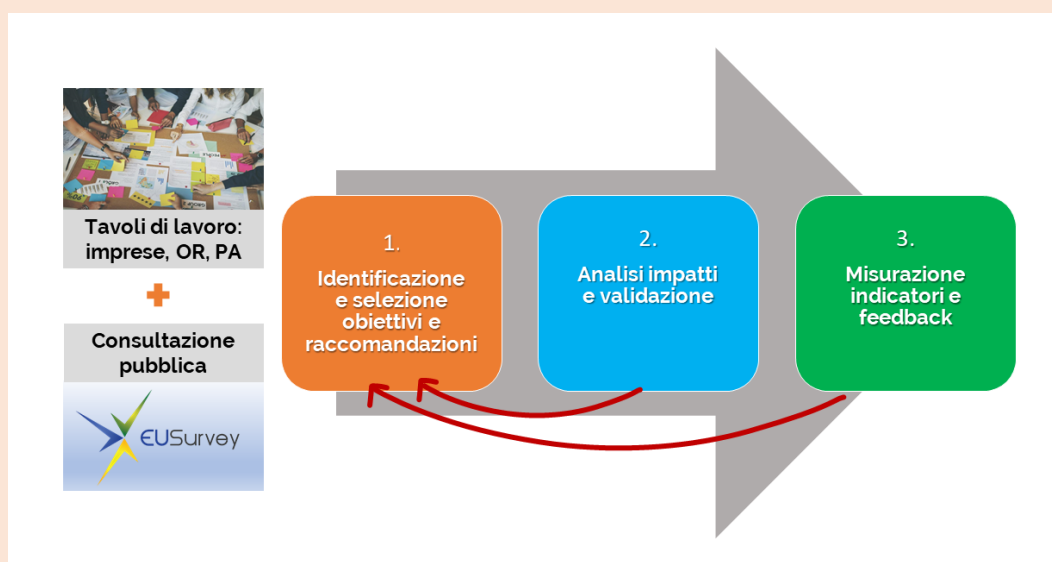 Tavoli di lavoro:
imprese, OR, PA
Consultazione
pubblica
EUSurvey
1.
Identificazione
e selezione
obiettivi e
raccomandazioni
2.
Analisi impatti
e validazione
3.
Misurazione
indicatori e
feedback